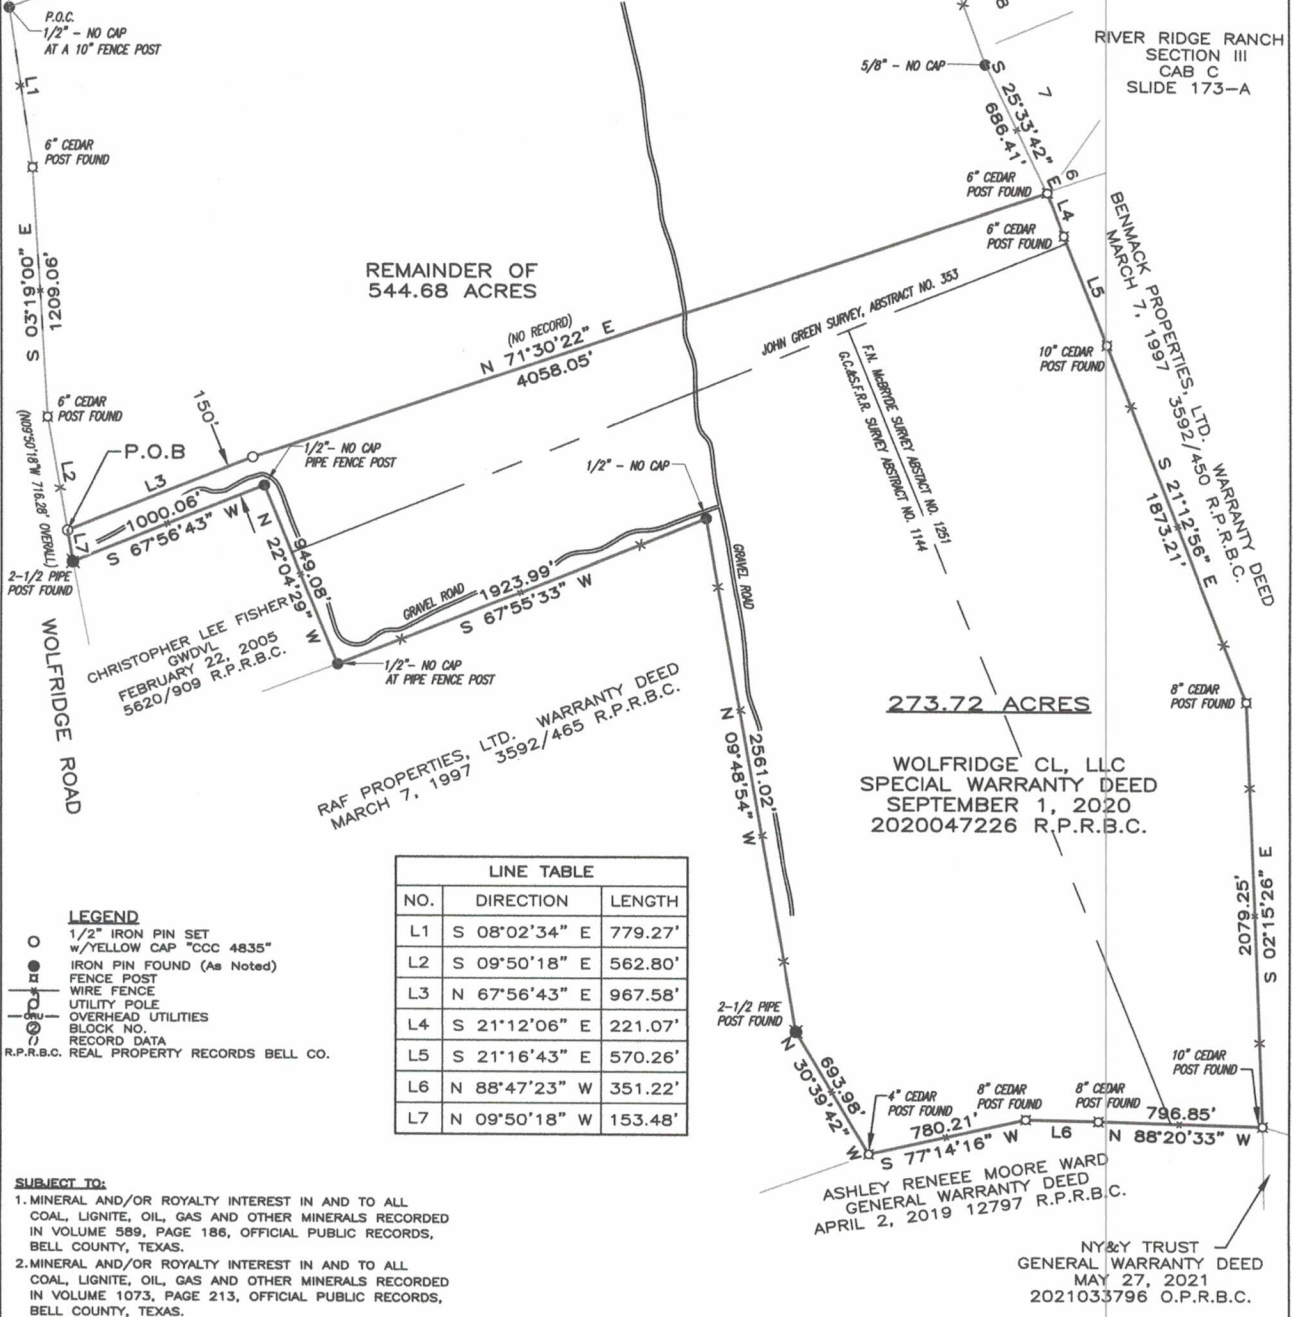 P.O.C.
1/2" - NO CAP
AT A 10" FENCE POST
L1
6" CEDAR
POST FOUND
S 03°19'00" E
1209.06'
6" CEDAR
POST FOUND
(N09°50'18"W 716.28' OVERALL)
L2
P.O.B
L3
150'
L7
1000.06'
S 67°56'43" W
2-1/2 PIPE
POST FOUND
WOLFRIDGE ROAD
REMAINDER OF
544.68 ACRES
(NO RECORD)
N 71°30'22" E
4058.05'
1/2"- NO CAP
PIPE FENCE POST
949.08'
N 22°04'29" W
1/2" - NO CAP
GRAVEL ROAD
1923.99'
S 67°55'33" W
1/2"- NO CAP
AT PIPE FENCE POST
CHRISTOPHER LEE FISHER
GWDVL
FEBRUARY 22, 2005
5620/909 R.P.R.B.C.
RAF PROPERTIES, LTD. WARRANTY DEED
MARCH 7, 1997 3592/465 R.P.R.B.C.
GRAVEL ROAD
2561.02'
N 09°48'54" W
8
5/8" - NO CAP
7
S 25°33'42" E
686.41'
RIVER RIDGE RANCH
SECTION III
CAB C
SLIDE 173-A
6
6" CEDAR
POST FOUND
L4
6" CEDAR
POST FOUND
L5
10" CEDAR
POST FOUND
JOHN GREEN SURVEY, ABSTRACT NO. 353
F.N. McBRYDE SURVEY ABSTACT NO. 1251
G.C.&S.F.R.R. SURVEY ABSTRACT NO. 1144
BENMACK PROPERTIES, LTD. WARRANTY DEED
MARCH 7, 1997 3592/450 R.P.R.B.C.
S 21°12'56" E
1873.21'
8" CEDAR
POST FOUND
273.72 ACRES
WOLFRIDGE CL, LLC
SPECIAL WARRANTY DEED
SEPTEMBER 1, 2020
2020047226 R.P.R.B.C.
2079.25'
S 02°15'26" E
2-1/2 PIPE
POST FOUND
693.98'
N 30°39'42" W
4" CEDAR
POST FOUND
8" CEDAR
POST FOUND
8" CEDAR
POST FOUND
10" CEDAR
POST FOUND
780.21'
S 77°14'16" W
L6
796.85'
N 88°20'33" W
ASHLEY RENEEE MOORE WARD
GENERAL WARRANTY DEED
APRIL 2, 2019 12797 R.P.R.B.C.
NY&Y TRUST
GENERAL WARRANTY DEED
MAY 27, 2021
2021033796 O.P.R.B.C.
LINE TABLE
NO. DIRECTION LENGTH
L1 S 08°02'34" E 779.27'
L2 S 09°50'18" E 562.80'
L3 N 67°56'43" E 967.58'
L4 S 21°12'06" E 221.07'
L5 S 21°16'43" E 570.26'
L6 N 88°47'23" W 351.22'
L7 N 09°50'18" W 153.48'
LEGEND
1/2" IRON PIN SET
w/YELLOW CAP "CCC 4835"
IRON PIN FOUND (As Noted)
FENCE POST
WIRE FENCE
UTILITY POLE
OHU OVERHEAD UTILITIES
2 BLOCK NO.
() RECORD DATA
R.P.R.B.C. REAL PROPERTY RECORDS BELL CO.
SUBJECT TO:
1. MINERAL AND/OR ROYALTY INTEREST IN AND TO ALL
COAL, LIGNITE, OIL, GAS AND OTHER MINERALS RECORDED
IN VOLUME 589, PAGE 186, OFFICIAL PUBLIC RECORDS,
BELL COUNTY, TEXAS.
2. MINERAL AND/OR ROYALTY INTEREST IN AND TO ALL
COAL, LIGNITE, OIL, GAS AND OTHER MINERALS RECORDED
IN VOLUME 1073, PAGE 213, OFFICIAL PUBLIC RECORDS,
BELL COUNTY, TEXAS.